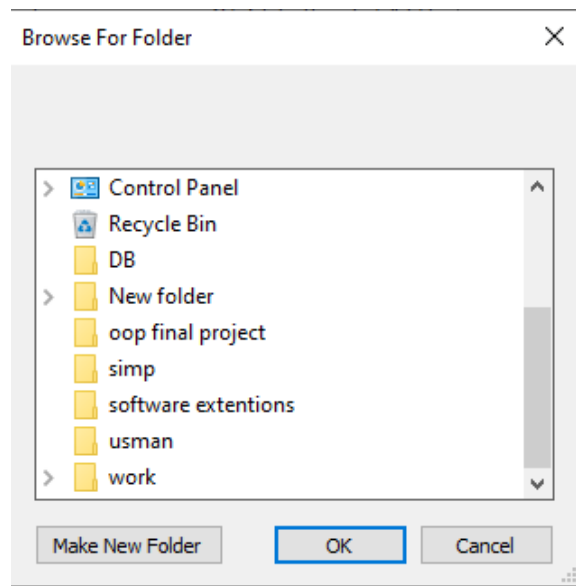 Browse For Folder
Control Panel
Recycle Bin
DB
New folder
oop final project
simp
software extentions
usman
work
Make New Folder OK Cancel